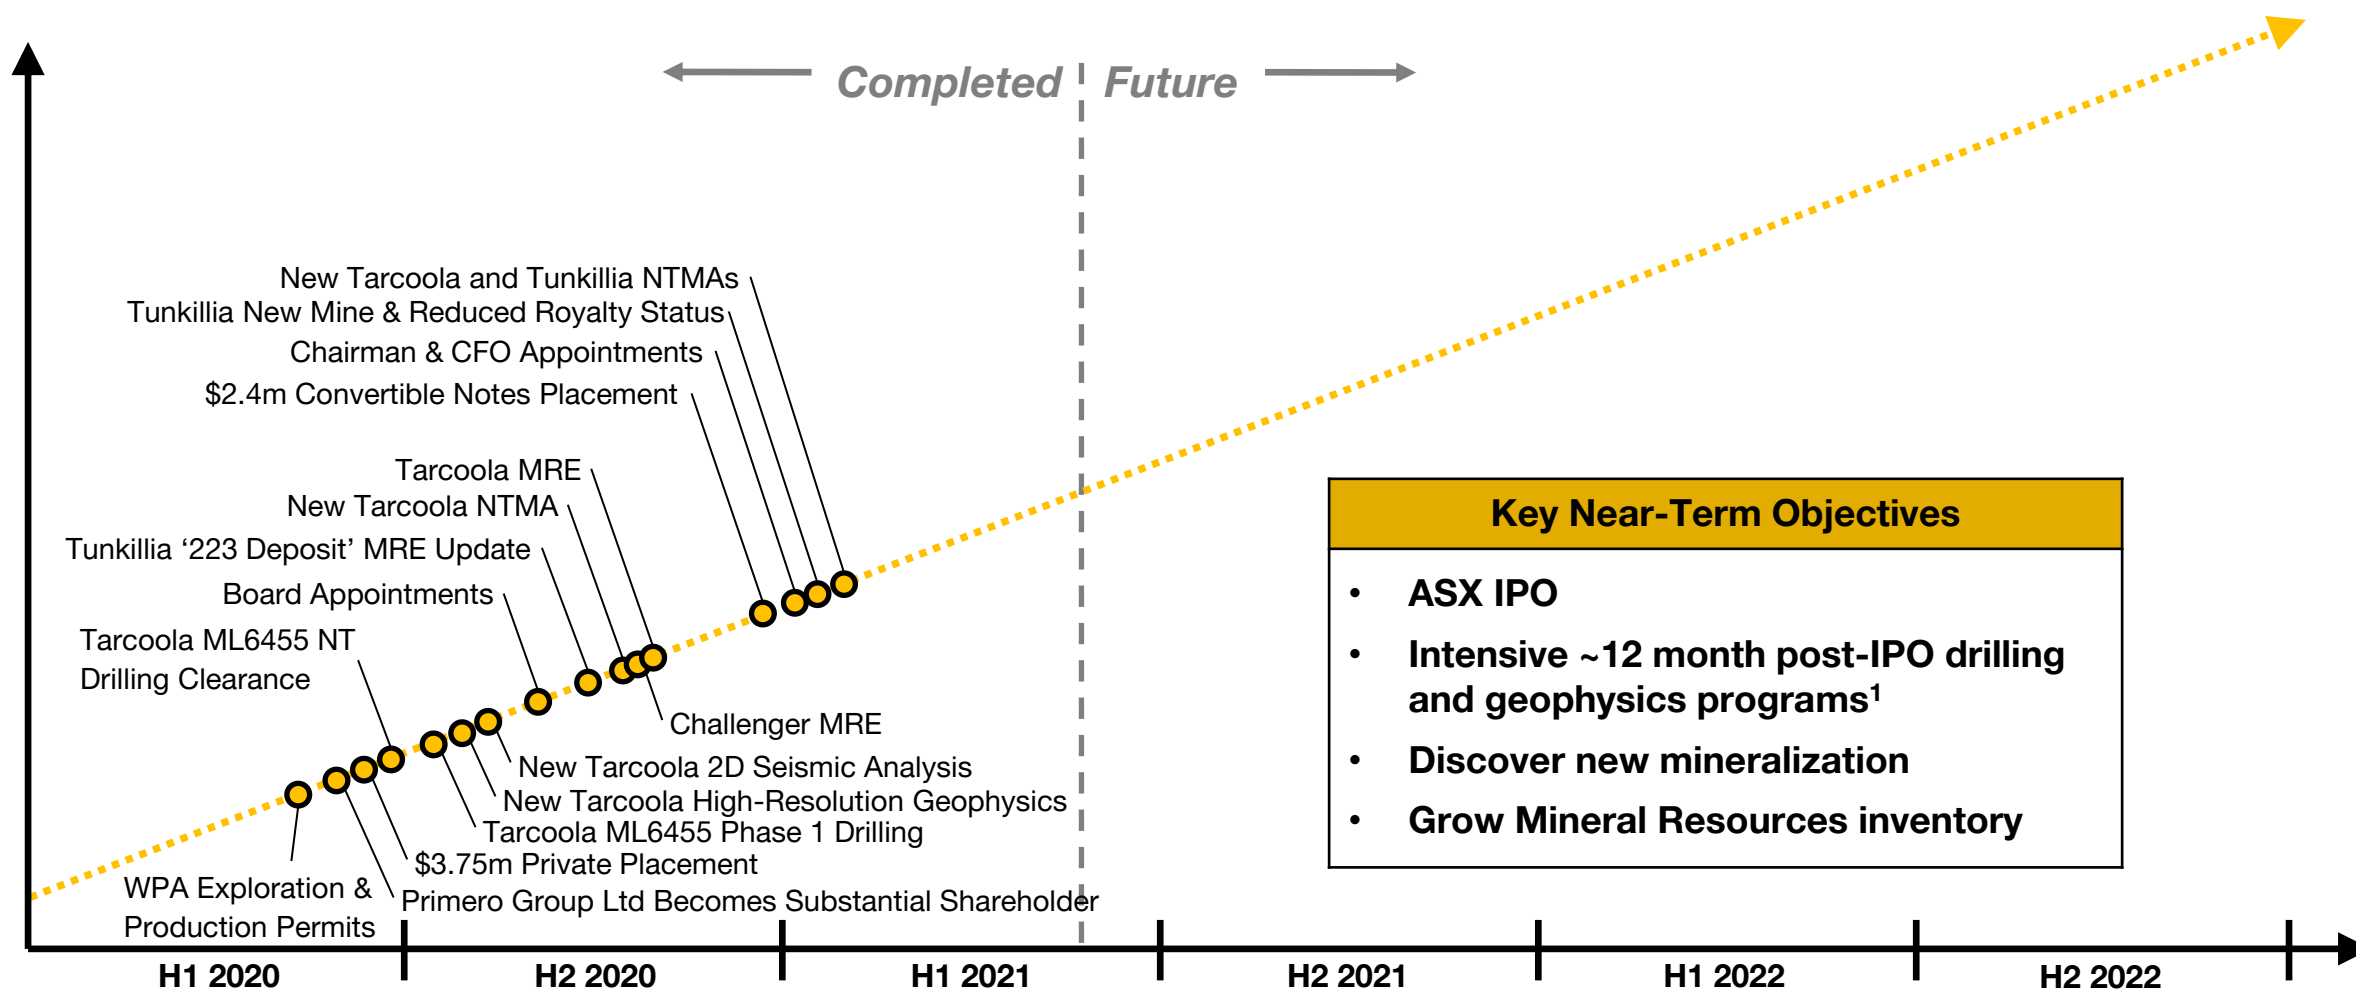 Completed
Future
New Tarcoola and Tunkillia NTMAs
Tunkillia New Mine & Reduced Royalty Status
Chairman & CFO Appointments
$2.4m Convertible Notes Placement
Tarcoola MRE
New Tarcoola NTMA
Tunkillia ‘223 Deposit’ MRE Update
Board Appointments
Tarcoola ML6455 NT
Drilling Clearance
Challenger MRE
New Tarcoola 2D Seismic Analysis
New Tarcoola High-Resolution Geophysics
Tarcoola ML6455 Phase 1 Drilling
$3.75m Private Placement
Primero Group Ltd Becomes Substantial Shareholder
WPA Exploration &
Production Permits
Key Near-Term Objectives
• ASX IPO
• Intensive ~12 month post-IPO drilling
and geophysics programs¹
• Discover new mineralization
• Grow Mineral Resources inventory
H1 2020
H2 2020
H1 2021
H2 2021
H1 2022
H2 2022